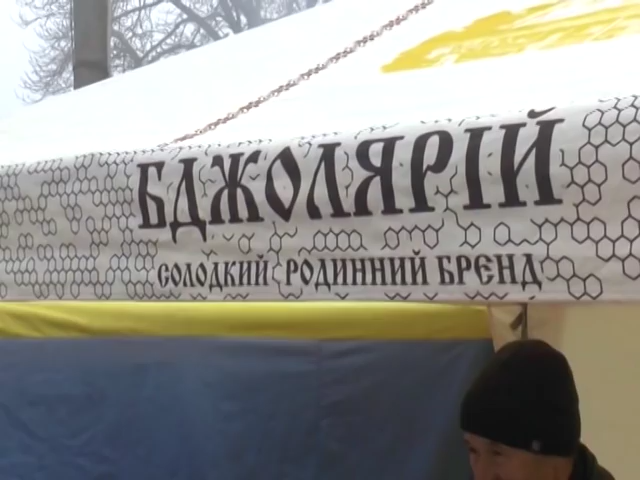 БДЖОЛЯРІЙ
СОЛОДКИЙ РОДИННИЙ БРЕНД